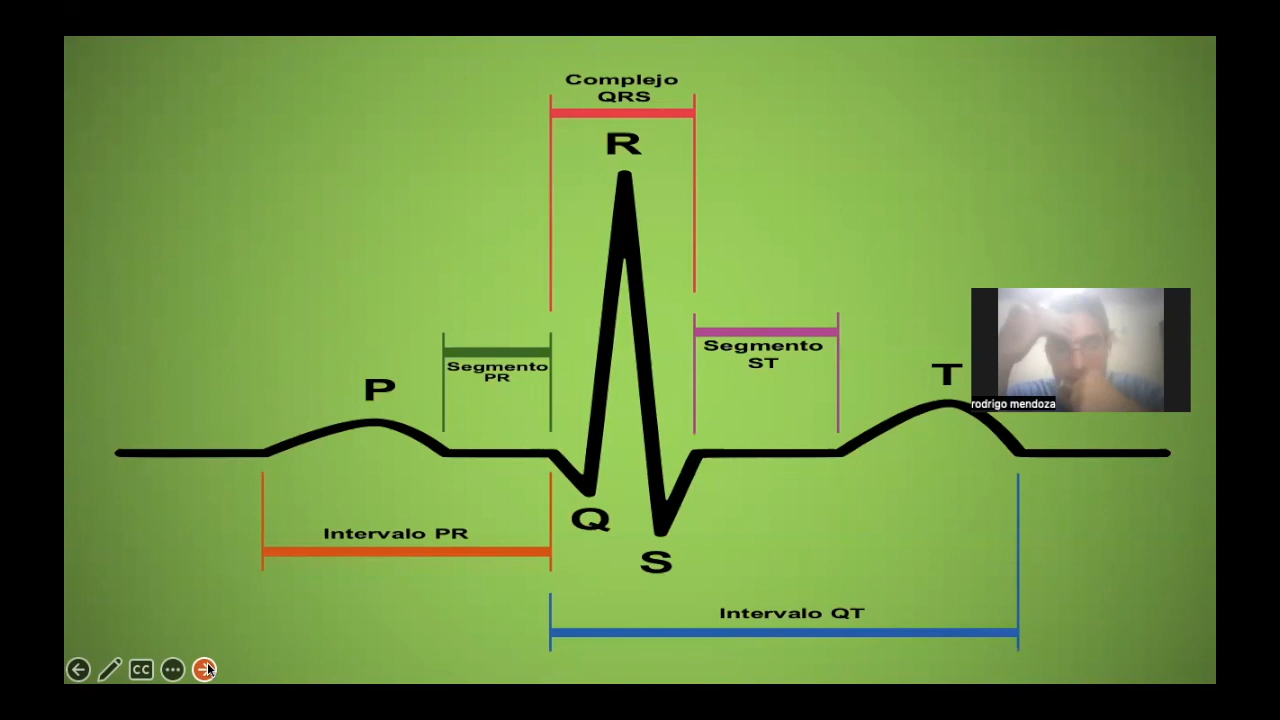 Complejo
QRS
R
Segmento
ST
Segmento
PR
P
T
rodrigo mendoza
Q
Intervalo PR
S
Intervalo QT
CC